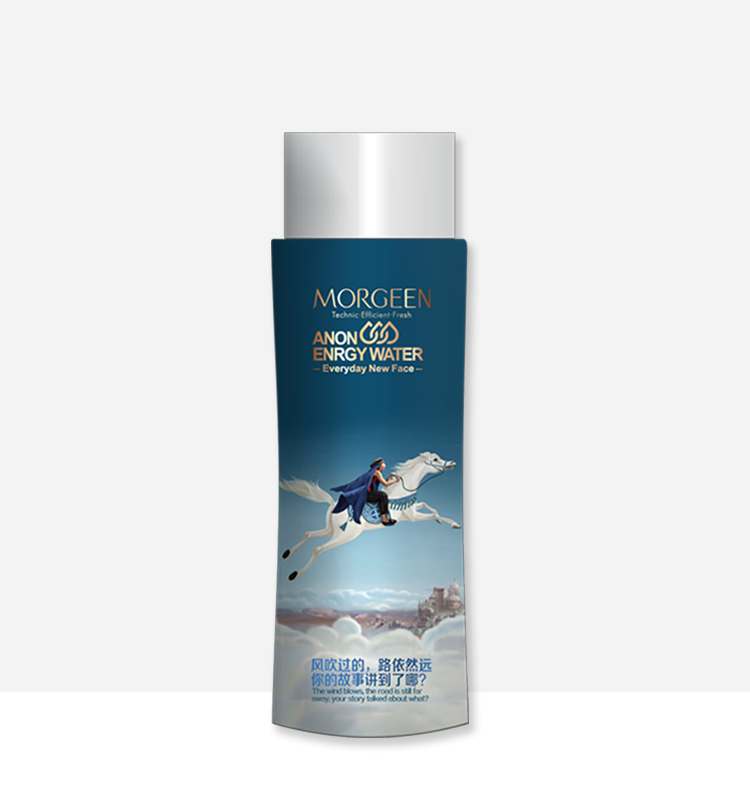 MORGEEN
Technic·Efficient·Fresh
ANON
ENRGY WATER
– Everyday New Face –
风吹过的，路依然远
你的故事讲到了哪？
The wind blows, the road is still far
away, your story talked about what?